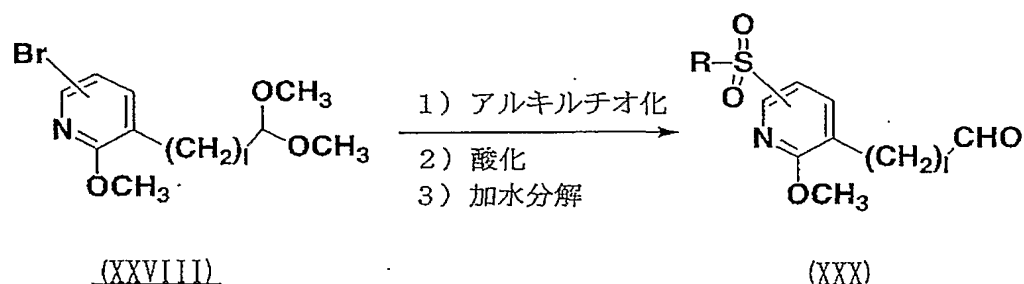 Br
N
OCH3
(CH2)l
OCH3
OCH3
1) アルキルチオ化
2) 酸化
3) 加水分解
O
R-S
O
N
OCH3
(CH2)l
CHO
(XXVIII)
(XXX)